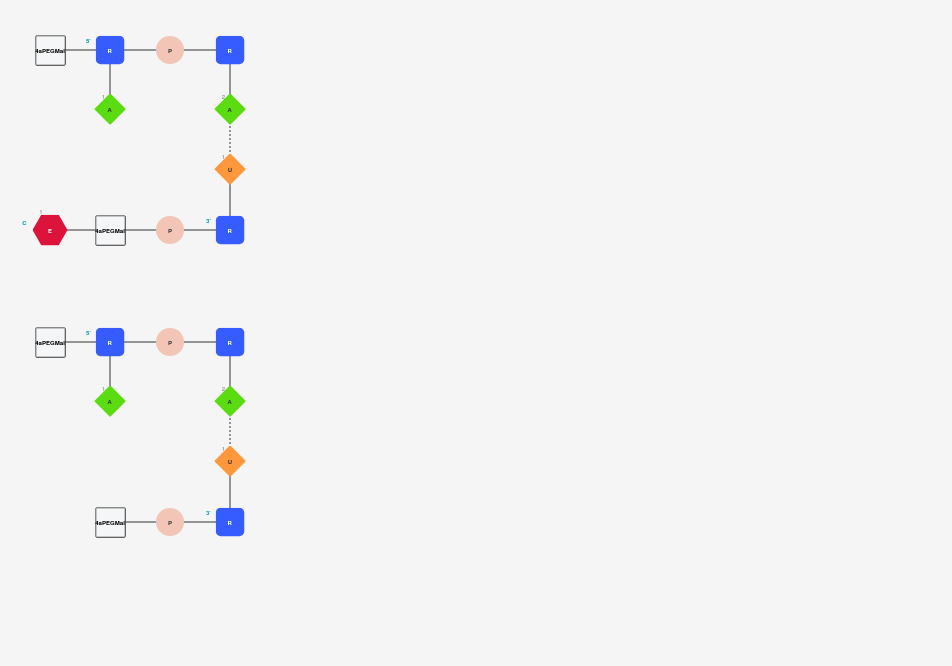 5'
4aPEGMal R P R
1 2
A A
1
U
1 3'
C
E 4aPEGMal P R
5'
4aPEGMal R P R
1 2
A A
1
U
3'
4aPEGMal P R